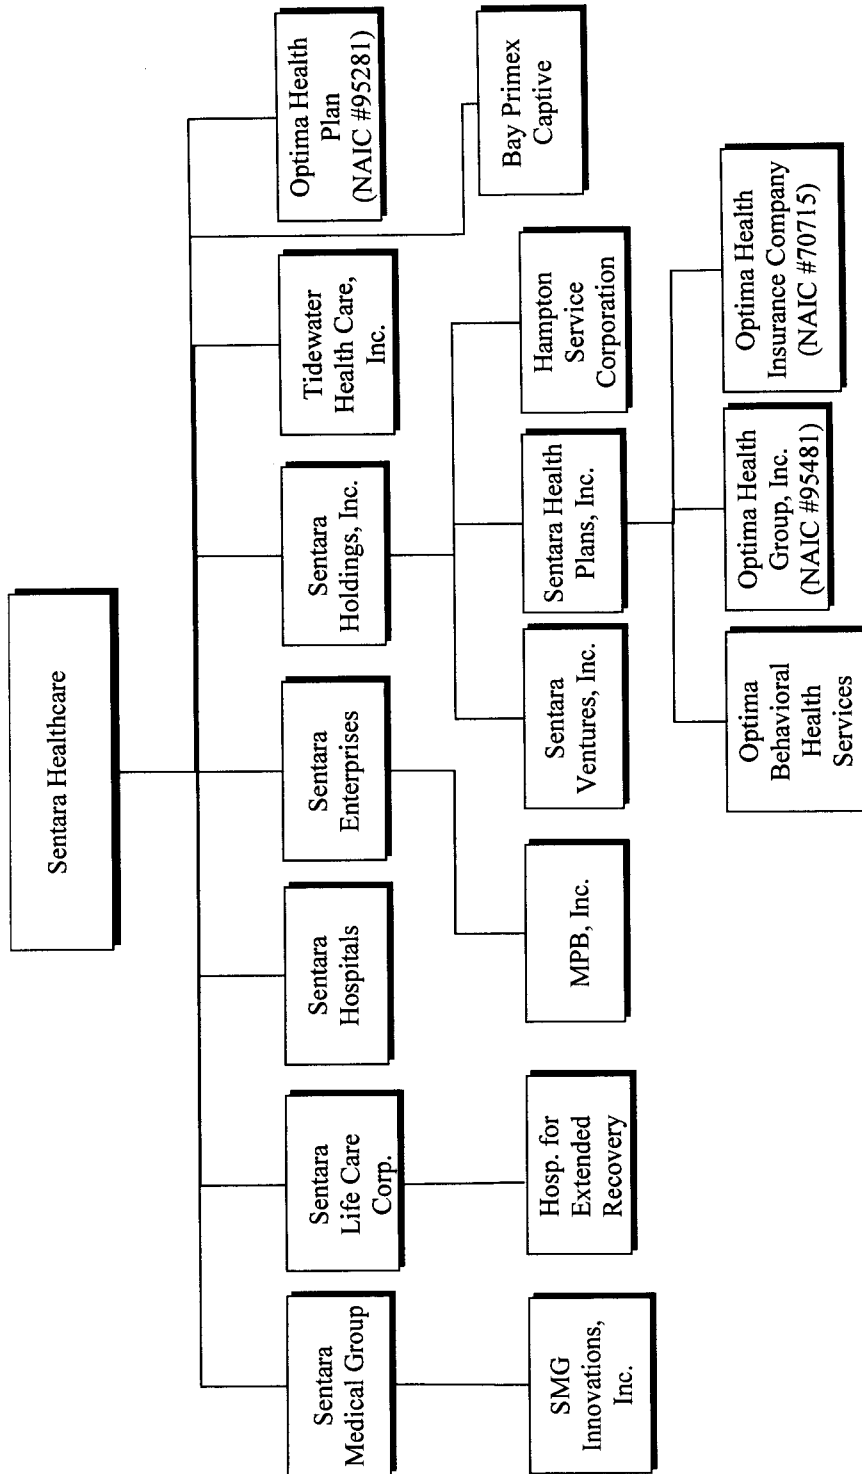 Sentara Healthcare
Sentara
Medical Group
Sentara
Life Care
Corp.
Sentara
Hospitals
Sentara
Enterprises
Sentara
Holdings, Inc.
Tidewater
Health Care,
Inc.
Optima Health
Plan
(NAIC #95281)
Bay Primex
Captive
SMG
Innovations,
Inc.
Hosp. for
Extended
Recovery
MPB, Inc.
Sentara
Ventures, Inc.
Sentara Health
Plans, Inc.
Hampton
Service
Corporation
Optima
Behavioral
Health
Services
Optima Health
Group, Inc.
(NAIC #95481)
Optima Health
Insurance Company
(NAIC #70715)